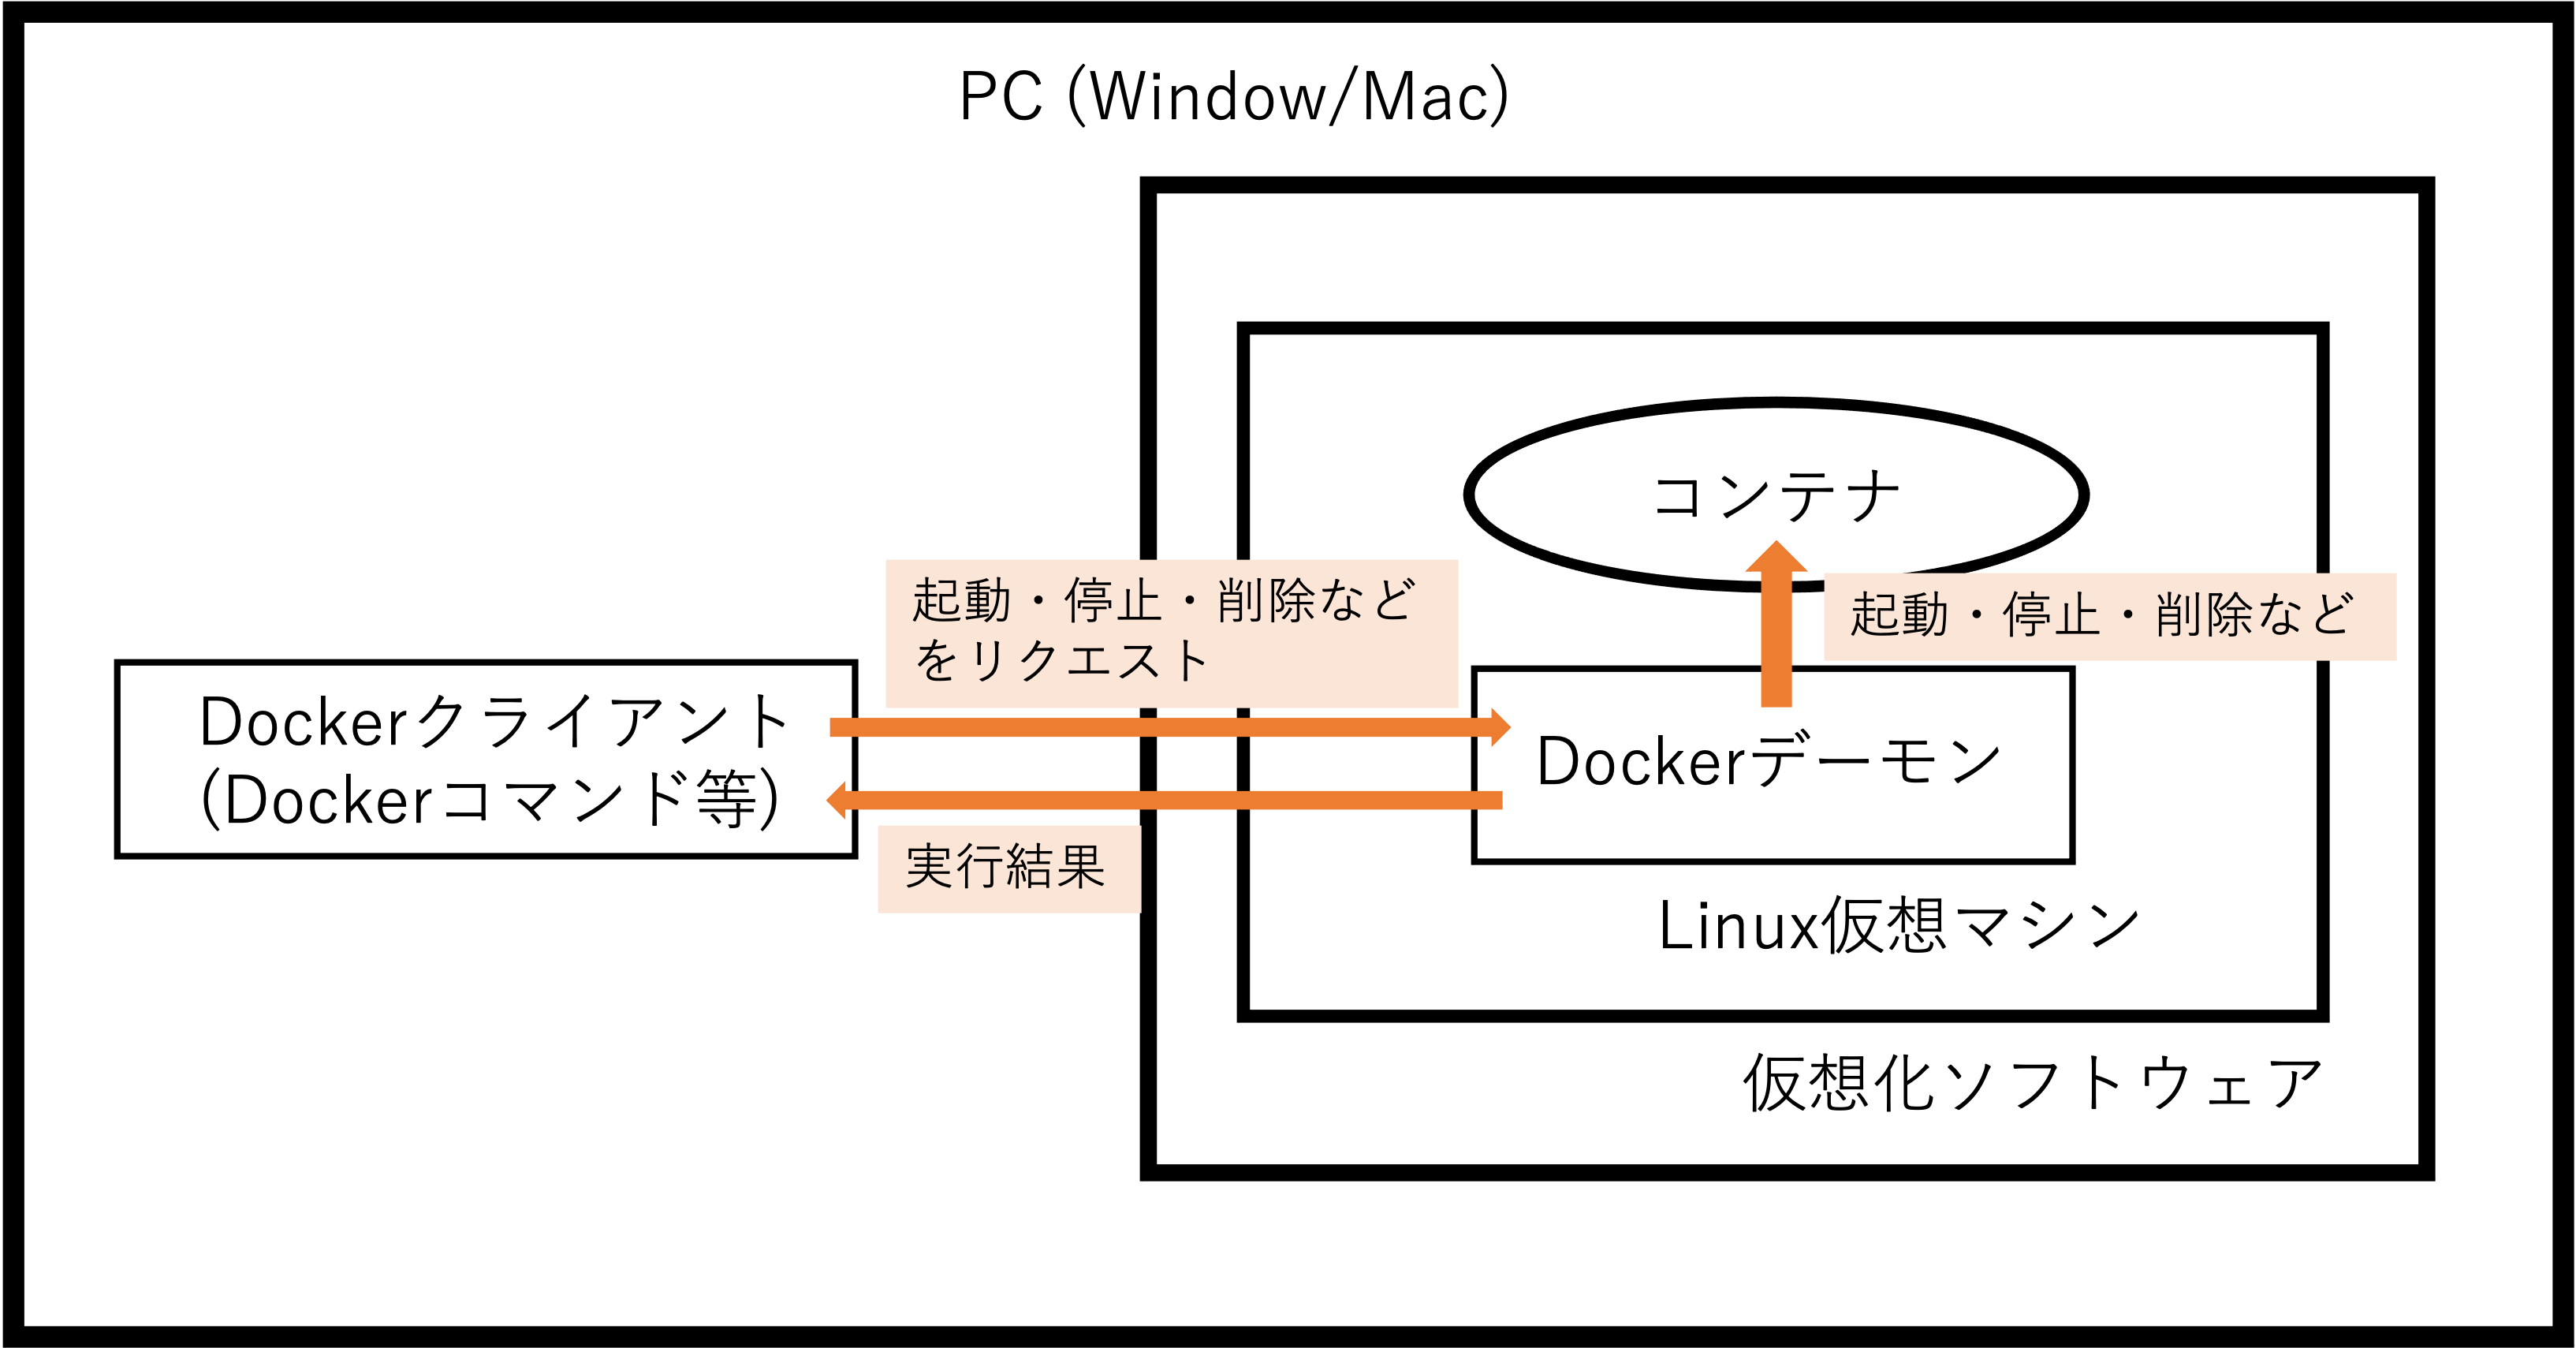 PC (Window/Mac)
コンテナ
起動・停止・削除など
をリクエスト
起動・停止・削除など
Dockerクライアント
(Dockerコマンド等)
Dockerデーモン
実行結果
Linux仮想マシン
仮想化ソフトウェア